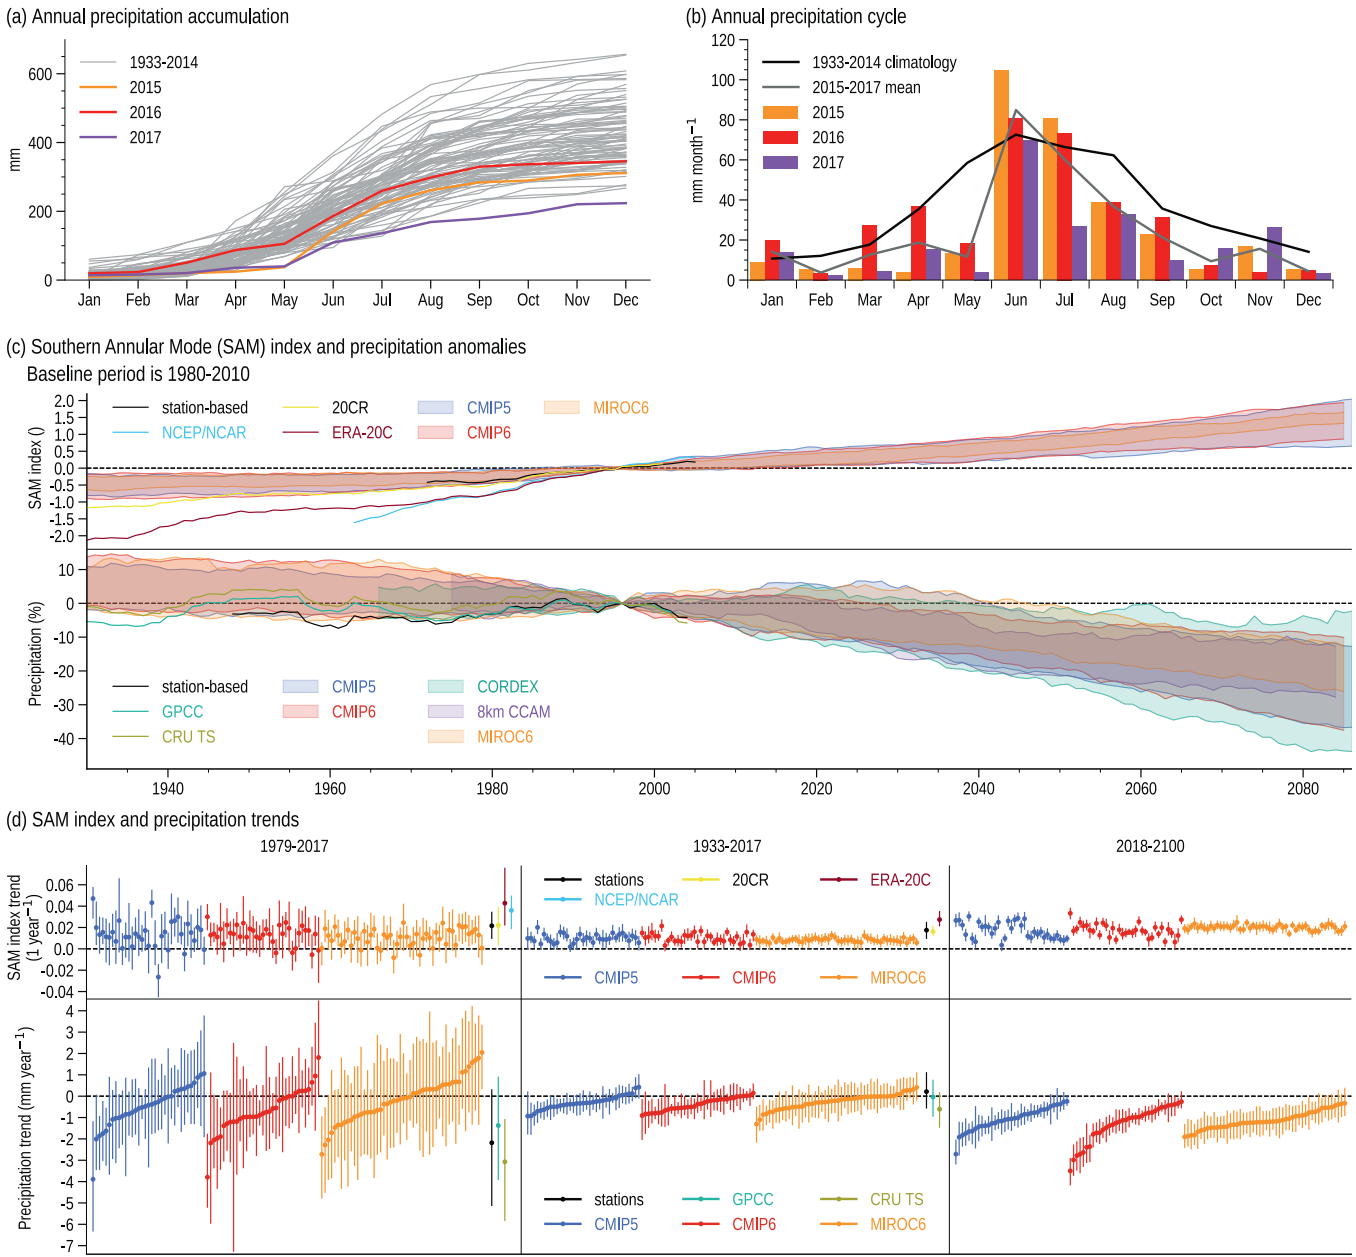 (a) Annual precipitation accumulation
mm
600
400
200
0
1933-2014
2015
2016
2017
Jan Feb Mar Apr May Jun Jul Aug Sep Oct Nov Dec
(b) Annual precipitation cycle
mm month−1
120
100
80
60
40
20
0
1933-2014 climatology
2015-2017 mean
2015
2016
2017
Jan Feb Mar Apr May Jun Jul Aug Sep Oct Nov Dec
(c) Southern Annular Mode (SAM) index and precipitation anomalies
Baseline period is 1980-2010
SAM index ()
2.0
1.5
1.0
0.5
0.0
-0.5
-1.0
-1.5
-2.0
station-based 20CR CMIP5 MIROC6
NCEP/NCAR ERA-20C CMIP6
Precipitation (%)
10
0
-10
-20
-30
-40
station-based CMIP5 CORDEX
GPCC CMIP6 8km CCAM
CRU TS MIROC6
1940 1960 1980 2000 2020 2040 2060 2080
(d) SAM index and precipitation trends
1979-2017 1933-2017 2018-2100
SAM index trend
(1 year−1)
0.06
0.04
0.02
0.0
-0.02
-0.04
stations 20CR ERA-20C
NCEP/NCAR
CMIP5 CMIP6 MIROC6
Precipitation trend (mm year−1)
4
3
2
1
0
-1
-2
-3
-4
-5
-6
-7
stations GPCC CRU TS
CMIP5 CMIP6 MIROC6